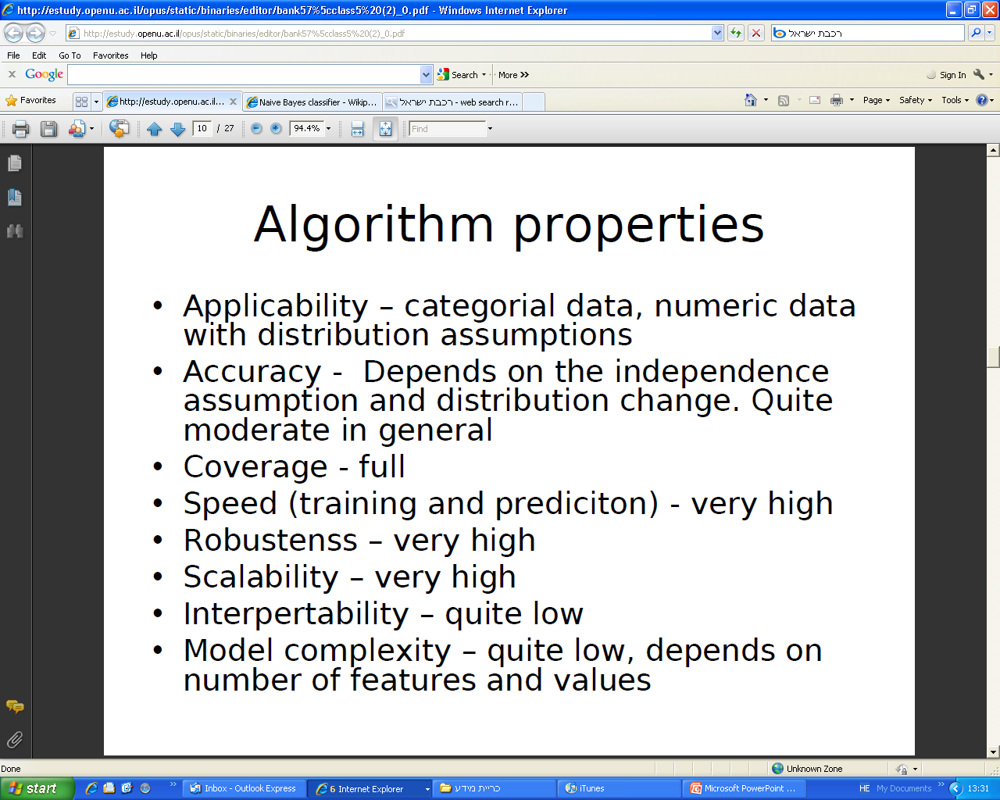 http://estudy.openu.ac.il/opus/static/binaries/editor/bank57%5cclass5%20(2)_0.pdf - Windows Internet Explorer
http://estudy.openu.ac.il/opus/static/binaries/editor/bank57%5cclass5%20(2)_0.pdf
רכבת ישראל
File Edit Go To Favorites Help
x Google Search More »
Sign In
Favorites
http://estudy.openu.ac.il... Naive Bayes classifier - Wikip... רכבת ישראל - web search r...
Page Safety Tools
10 / 27 94.4% Find
Algorithm properties
• Applicability – categorial data, numeric data
with distribution assumptions
• Accuracy - Depends on the independence
assumption and distribution change. Quite
moderate in general
• Coverage - full
• Speed (training and prediciton) - very high
• Robustenss – very high
• Scalability – very high
• Interpertability – quite low
• Model complexity – quite low, depends on
number of features and values
Done
Unknown Zone
start » Inbox - Outlook Express 6 Internet Explorer כריית מידע iTunes Microsoft PowerPoint ... HE My Documents » 13:31